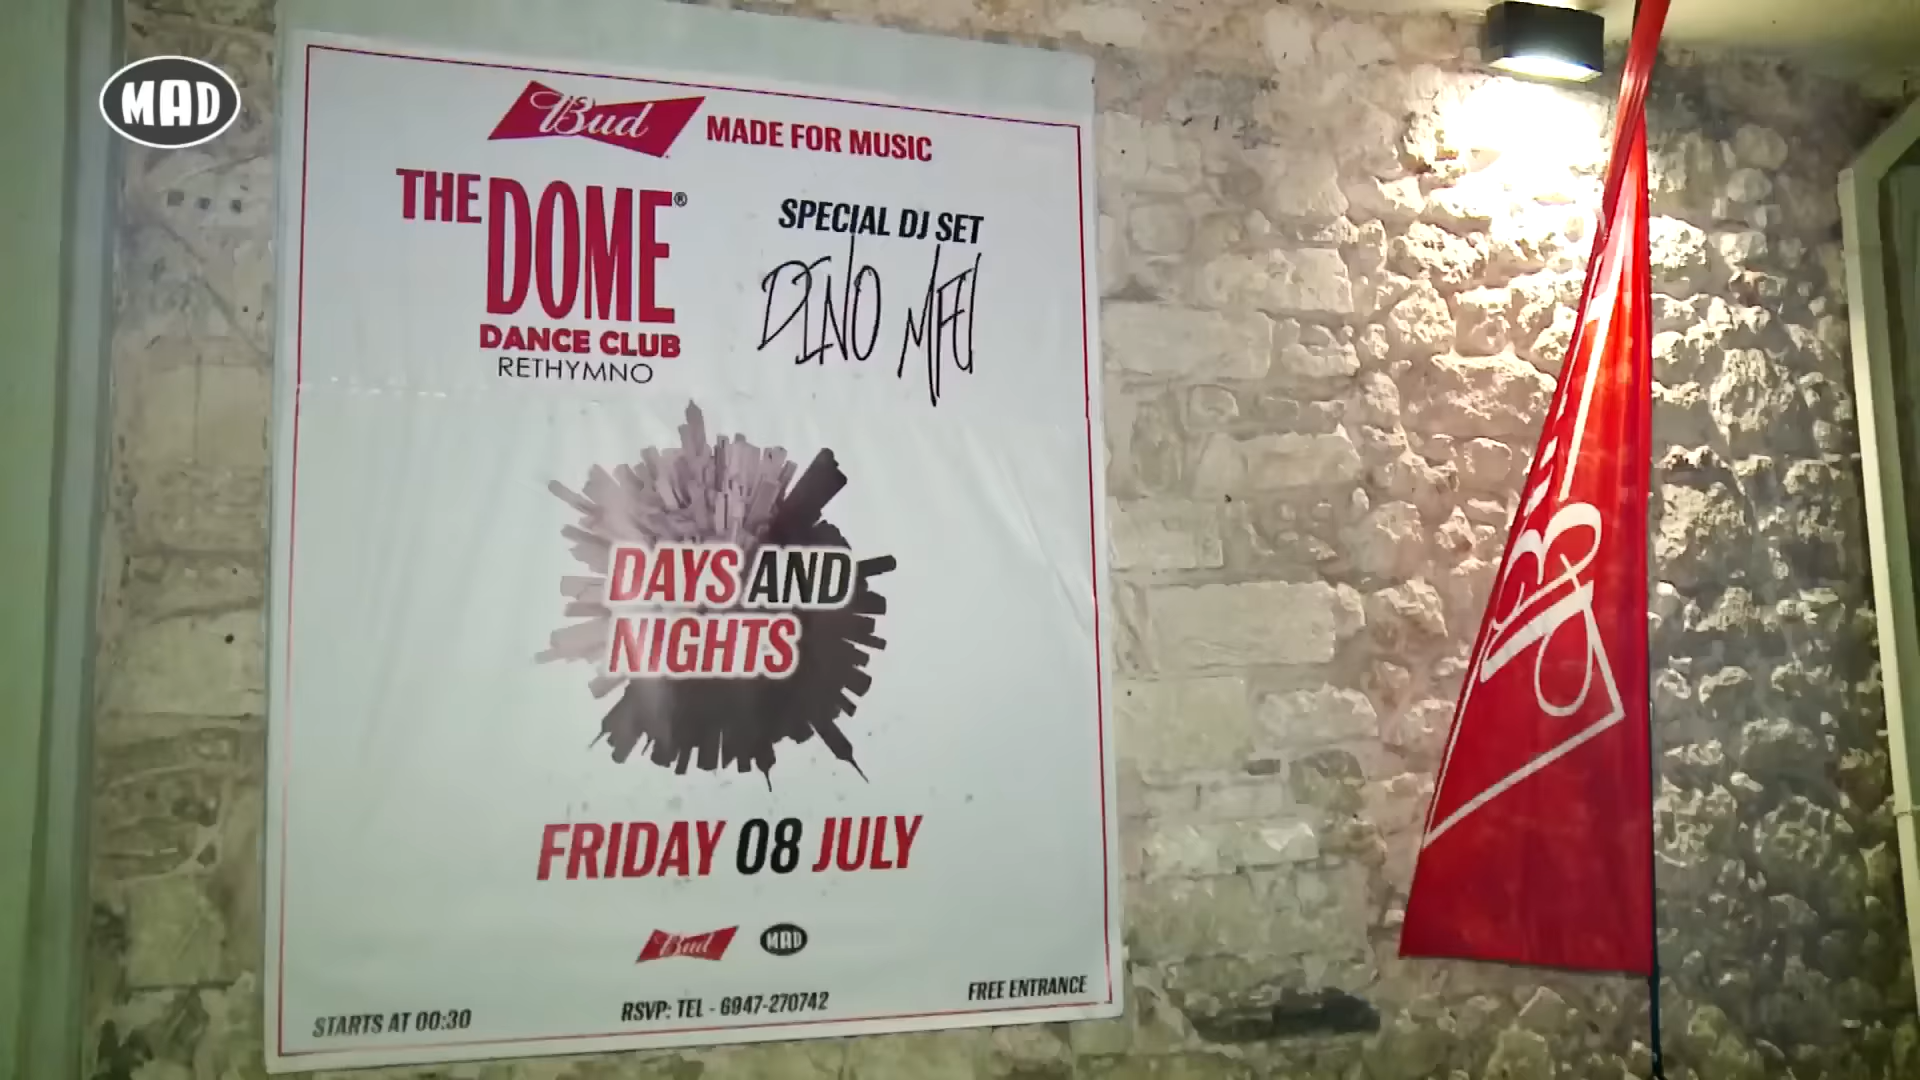 MAD
Bud MADE FOR MUSIC
THE DOME®
DANCE CLUB
RETHYMNO
SPECIAL DJ SET
DINO MFU
DAYS AND
NIGHTS
FRIDAY 08 JULY
Bud MAD
STARTS AT 00:30
RSVP: TEL - 6947-270742
FREE ENTRANCE
Bud